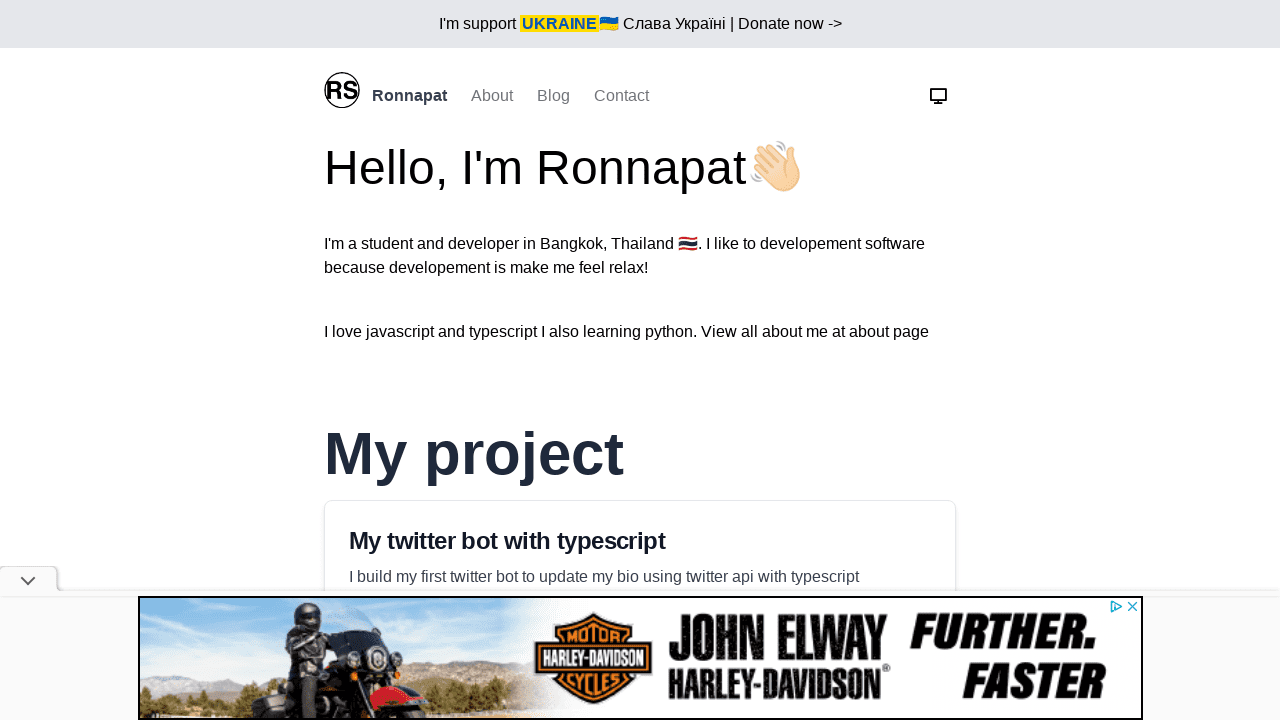 I'm support UKRAINE🇺🇦 Слава Україні | Donate now ->
RS Ronnapat About Blog Contact
Hello, I'm Ronnapat👋🏻
I'm a student and developer in Bangkok, Thailand 🇹🇭. I like to developement software
because developement is make me feel relax!
I love javascript and typescript I also learning python. View all about me at about page
My project
My twitter bot with typescript
I build my first twitter bot to update my bio using twitter api with typescript
MOTOR
HARLEY-DAVIDSON
CYCLES
JOHN ELWAY
HARLEY-DAVIDSON®
FURTHER.
FASTER